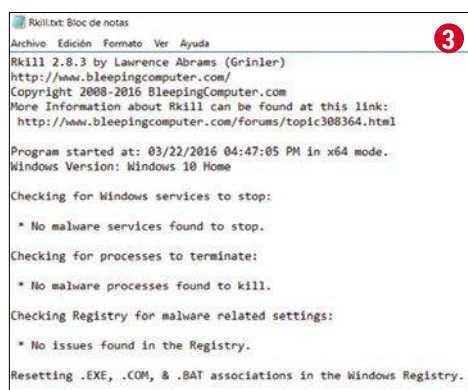 Rkill.txt: Bloc de notas
Archivo Edición Formato Ver Ayuda
3
Rkill 2.8.3 by Lawrence Abrams (Grinler)
http://www.bleepingcomputer.com/
Copyright 2008-2016 BleepingComputer.com
More Information about Rkill can be found at this link:
http://www.bleepingcomputer.com/forums/topic308364.html
Program started at: 03/22/2016 04:47:05 PM in x64 mode.
Windows Version: Windows 10 Home
Checking for Windows services to stop:
* No malware services found to stop.
Checking for processes to terminate:
* No malware processes found to kill.
Checking Registry for malware related settings:
* No issues found in the Registry.
Resetting .EXE, .COM, & .BAT associations in the Windows Registry.